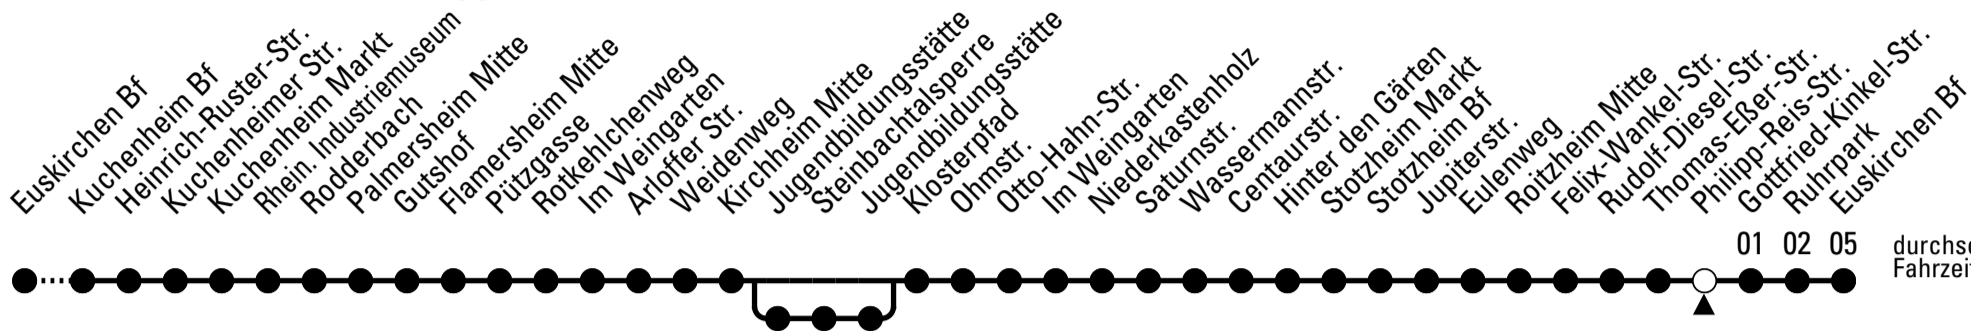 Euskirchen Bf
Kuchenheim Bf
Heinrich-Ruster-Str.
Kuchenheimer Str.
Kuchenheim Markt
Rhein. Industriemuseum
Rodderbach
Palmersheim Mitte
Gutshof
Flamersheim Mitte
Pützgasse
Rotkehlchenweg
Im Weingarten
Arloffer Str.
Weidenweg
Kirchheim Mitte
Jugendbildungsstätte
Steinbachtalsperre
Jugendbildungsstätte
Klosterpfad
Ohmstr.
Otto-Hahn-Str.
Im Weingarten
Niederkastenholz
Saturnstr.
Wassermannstr.
Centaurstr.
Hinter den Gärten
Stotzheim Markt
Stotzheim Bf
Jupiterstr.
Eulenweg
Roitzheim Mitte
Felix-Wankel-Str.
Rudolf-Diesel-Str.
Thomas-Eßer-Str.
Philipp-Reis-Str.
Gottfried-Kinkel-Str.
Ruhrpark
Euskirchen Bf
01 02 05